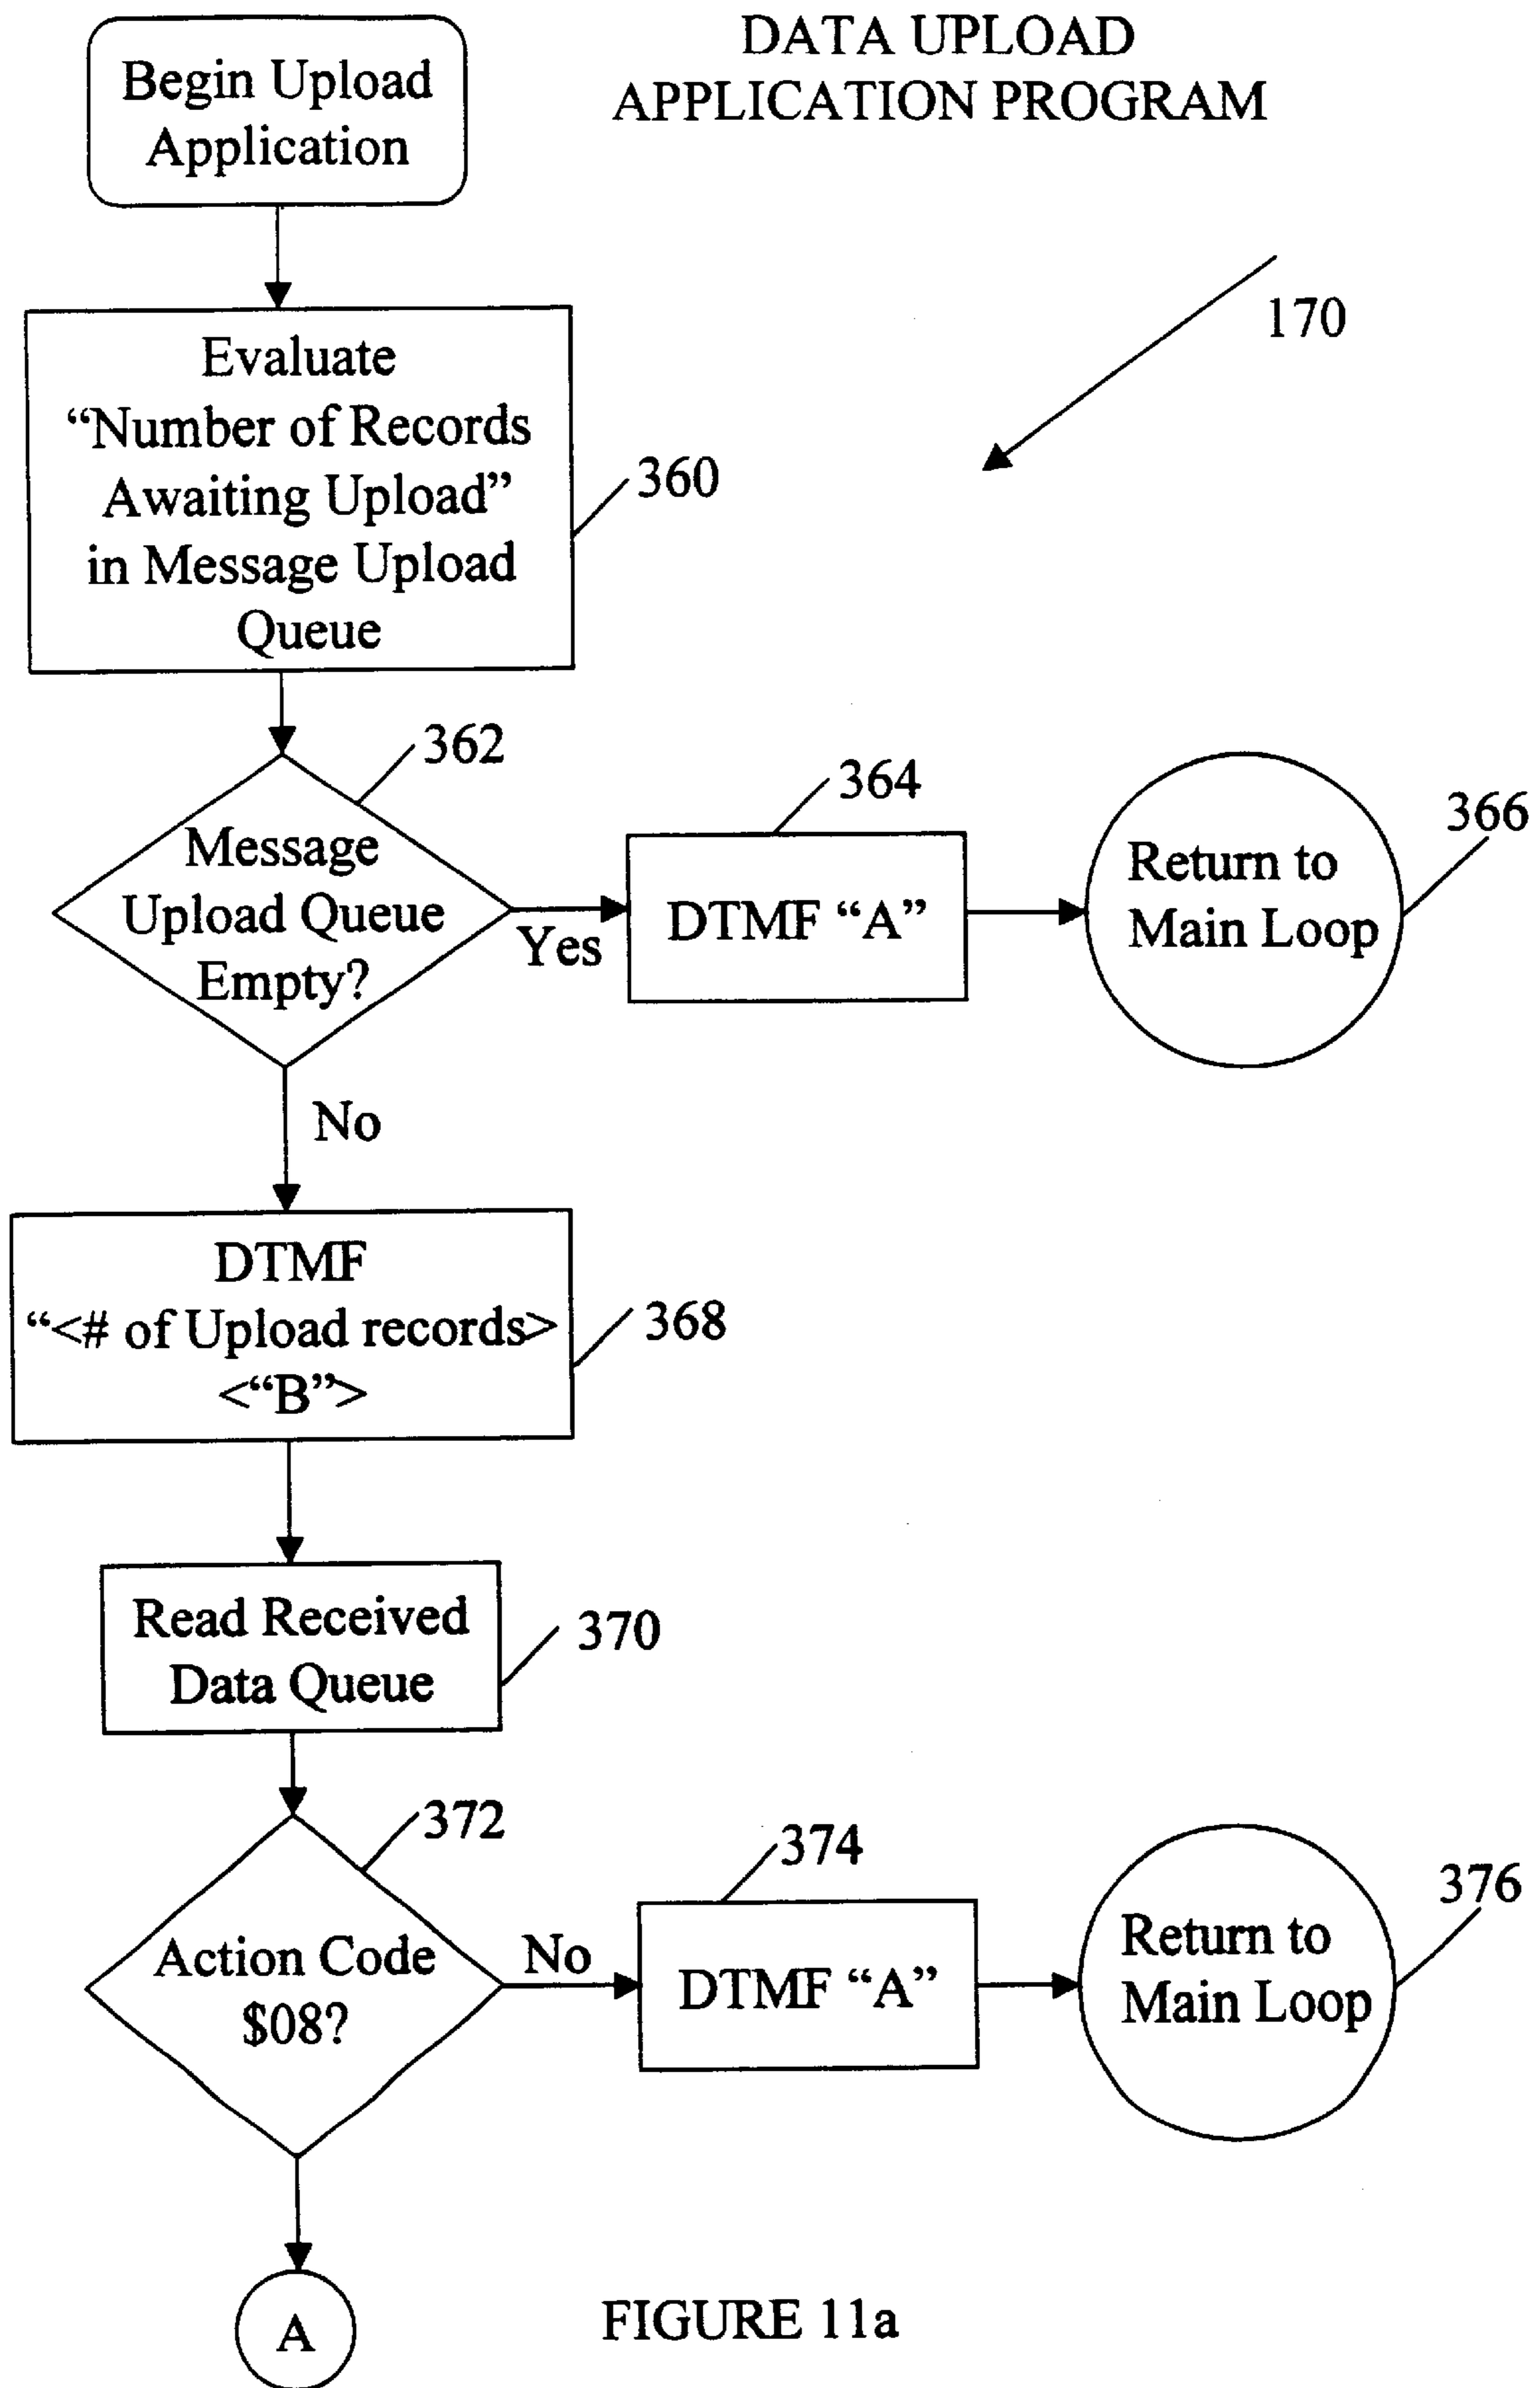 DATA UPLOAD
APPLICATION PROGRAM
Begin Upload
Application
170
Evaluate
“Number of Records
Awaiting Upload”
in Message Upload
Queue
360
362
Message
Upload Queue
Empty?
Yes
364
DTMF “A”
366
Return to
Main Loop
No
DTMF
“<# of Upload records>
<“B”>
368
Read Received
Data Queue
370
372
Action Code
$08?
No
374
DTMF “A”
376
Return to
Main Loop
A
FIGURE 11a